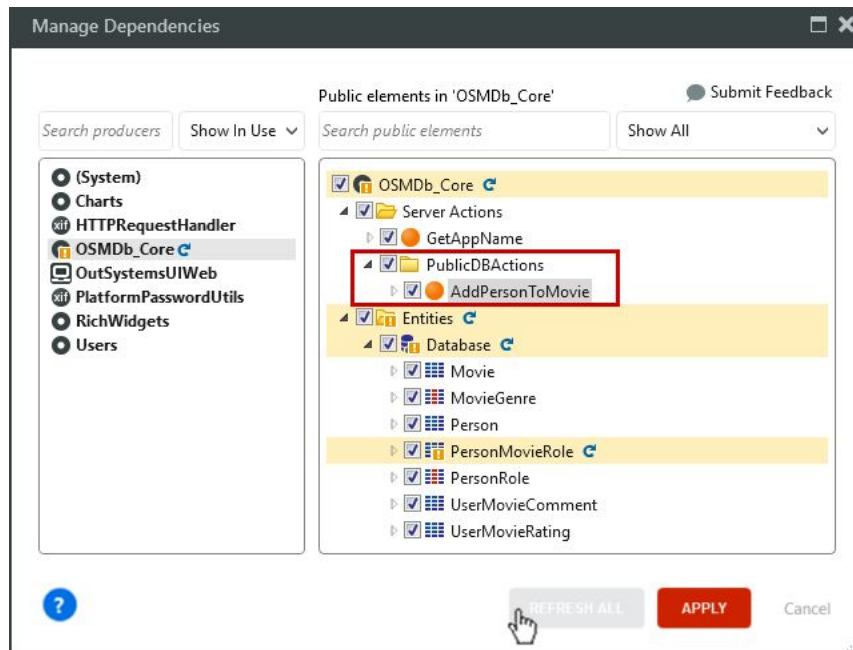 Manage Dependencies
Public elements in 'OSMDb_Core'
Submit Feedback
Search producers
Show In Use
Search public elements
Show All
(System)
Charts
xif HTTPRequestHandler
OSMDb_Core
OutSystemsUIWeb
xif PlatformPasswordUtils
RichWidgets
Users
OSMDb_Core
Server Actions
GetAppName
PublicDBActions
AddPersonToMovie
Entities
Database
Movie
MovieGenre
Person
PersonMovieRole
PersonRole
UserMovieComment
UserMovieRating
?
REFRESH ALL
APPLY
Cancel